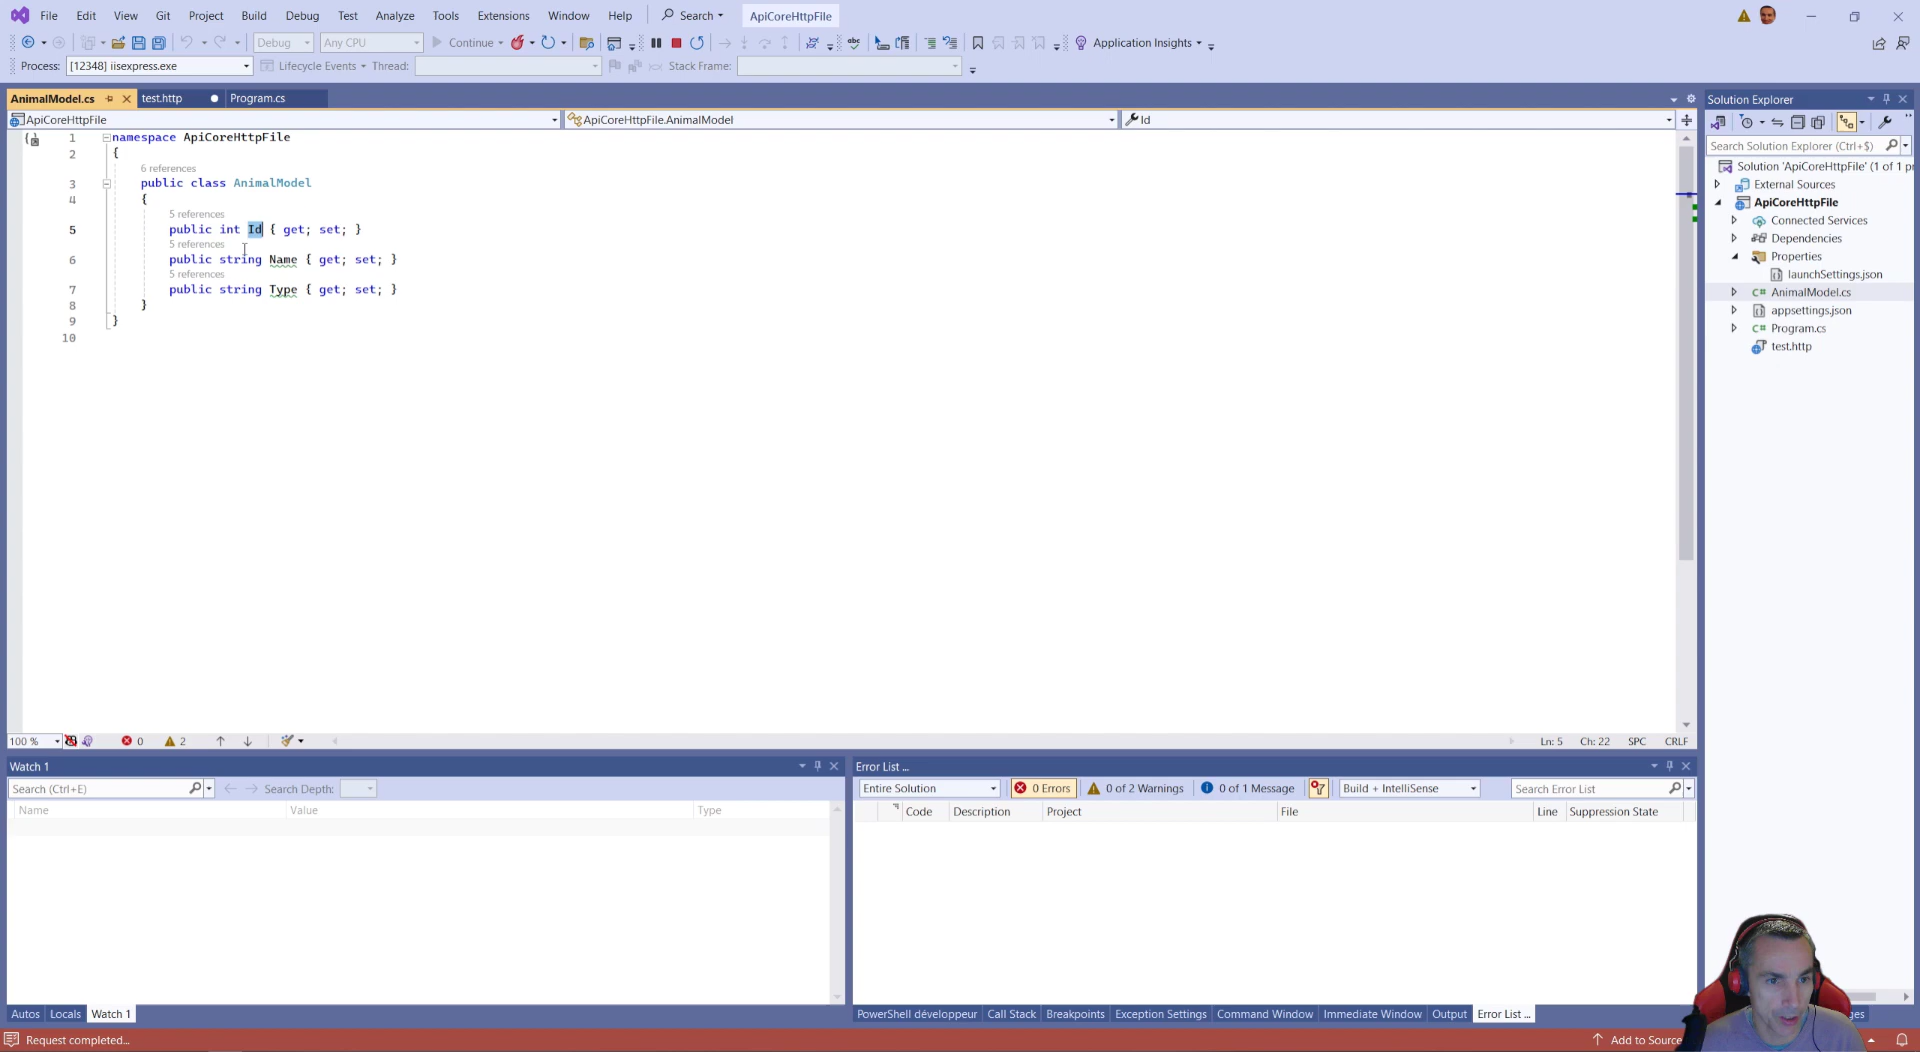 File Edit View Git Project Build Debug Test Analyze Tools Extensions Window Help Search ApiCoreHttpFile
Debug Any CPU Continue Application Insights
Process: [12348] iisexpress.exe Lifecycle Events Thread: Stack Frame:
AnimalModel.cs test.http Program.cs
ApiCoreHttpFile ApiCoreHttpFile.AnimalModel Id
1 namespace ApiCoreHttpFile
2 {
6 references
3 public class AnimalModel
4 {
5 references
5 public int Id { get; set; }
5 references
6 public string Name { get; set; }
5 references
7 public string Type { get; set; }
8 }
9 }
10
100 % 0 2 Ln: 5 Ch: 22 SPC CRLF
Solution Explorer
Search Solution Explorer (Ctrl+$)
Solution 'ApiCoreHttpFile' (1 of 1 pr
External Sources
ApiCoreHttpFile
Connected Services
Dependencies
Properties
launchSettings.json
AnimalModel.cs
appsettings.json
Program.cs
test.http
Watch 1
Search (Ctrl+E) Search Depth:
Name Value Type
Autos Locals Watch 1
Error List ...
Entire Solution 0 Errors 0 of 2 Warnings 0 of 1 Message Build + IntelliSense Search Error List
Code Description Project File Line Suppression State
PowerShell développeur Call Stack Breakpoints Exception Settings Command Window Immediate Window Output Error List ...
Request completed... Add to Source